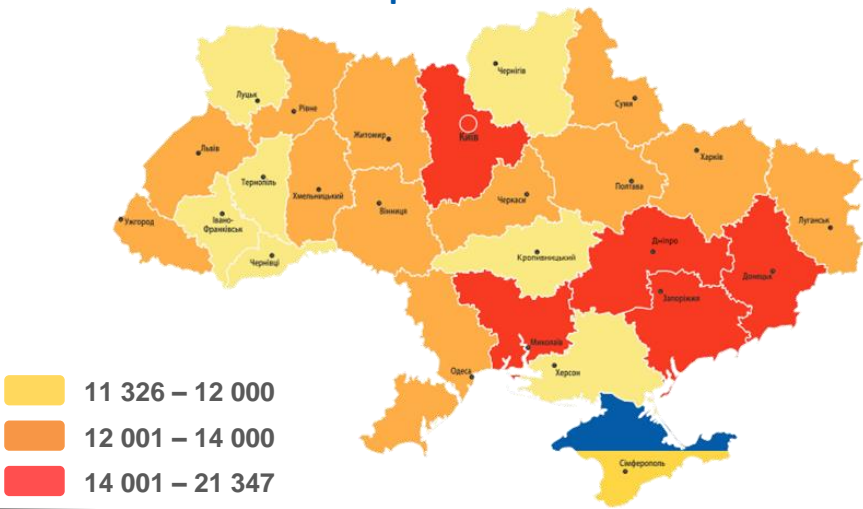 Чернігів
Луцьк
Рівне
Суми
Київ
Житомир
Львів
Харків
Тернопіль
Полтава
Хмельницький
Черкаси
Вінниця
Ужгород
Івано-
Франківськ
Луганськ
Дніпро
Кропивницький
Чернівці
Донецьк
Запоріжжя
Миколаїв
Одеса
Херсон
11 326 – 12 000
12 001 – 14 000
14 001 – 21 347
Сімферополь